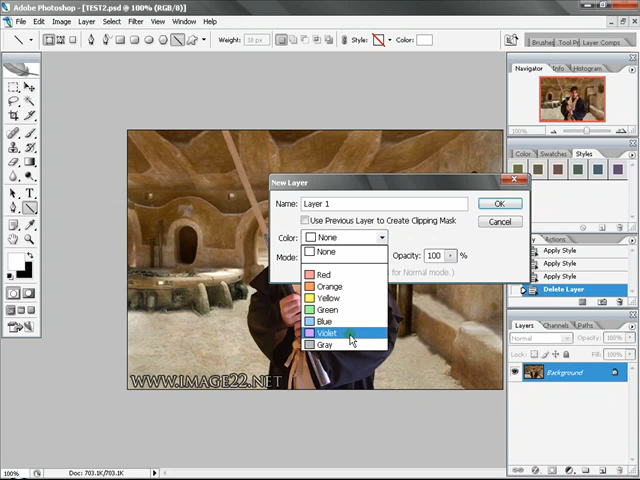 Adobe Photoshop - [TEST2.psd @ 100% (RGB/8)]
File Edit Image Layer Select Filter View Window Help
Weight: 38 px Style: Color: Brushes Tool Pr Layer Comps
Navigator Info Histogram
100%
Color Swatches Styles
New Layer
Name: Layer 1 OK
Use Previous Layer to Create Clipping Mask Cancel
Color: None
Mode: None Opacity: 100 %
for Normal mode.)
Red
Orange
Yellow
Green
Blue
Violet
Gray
Actions
Apply Style
Apply Style
Apply Style
Delete Layer
Layers Channels Paths
Normal Opacity: 100%
Lock: Fill: 100%
Background
WWW.IMAGE22.NET
100% Doc: 703.1K/703.1K